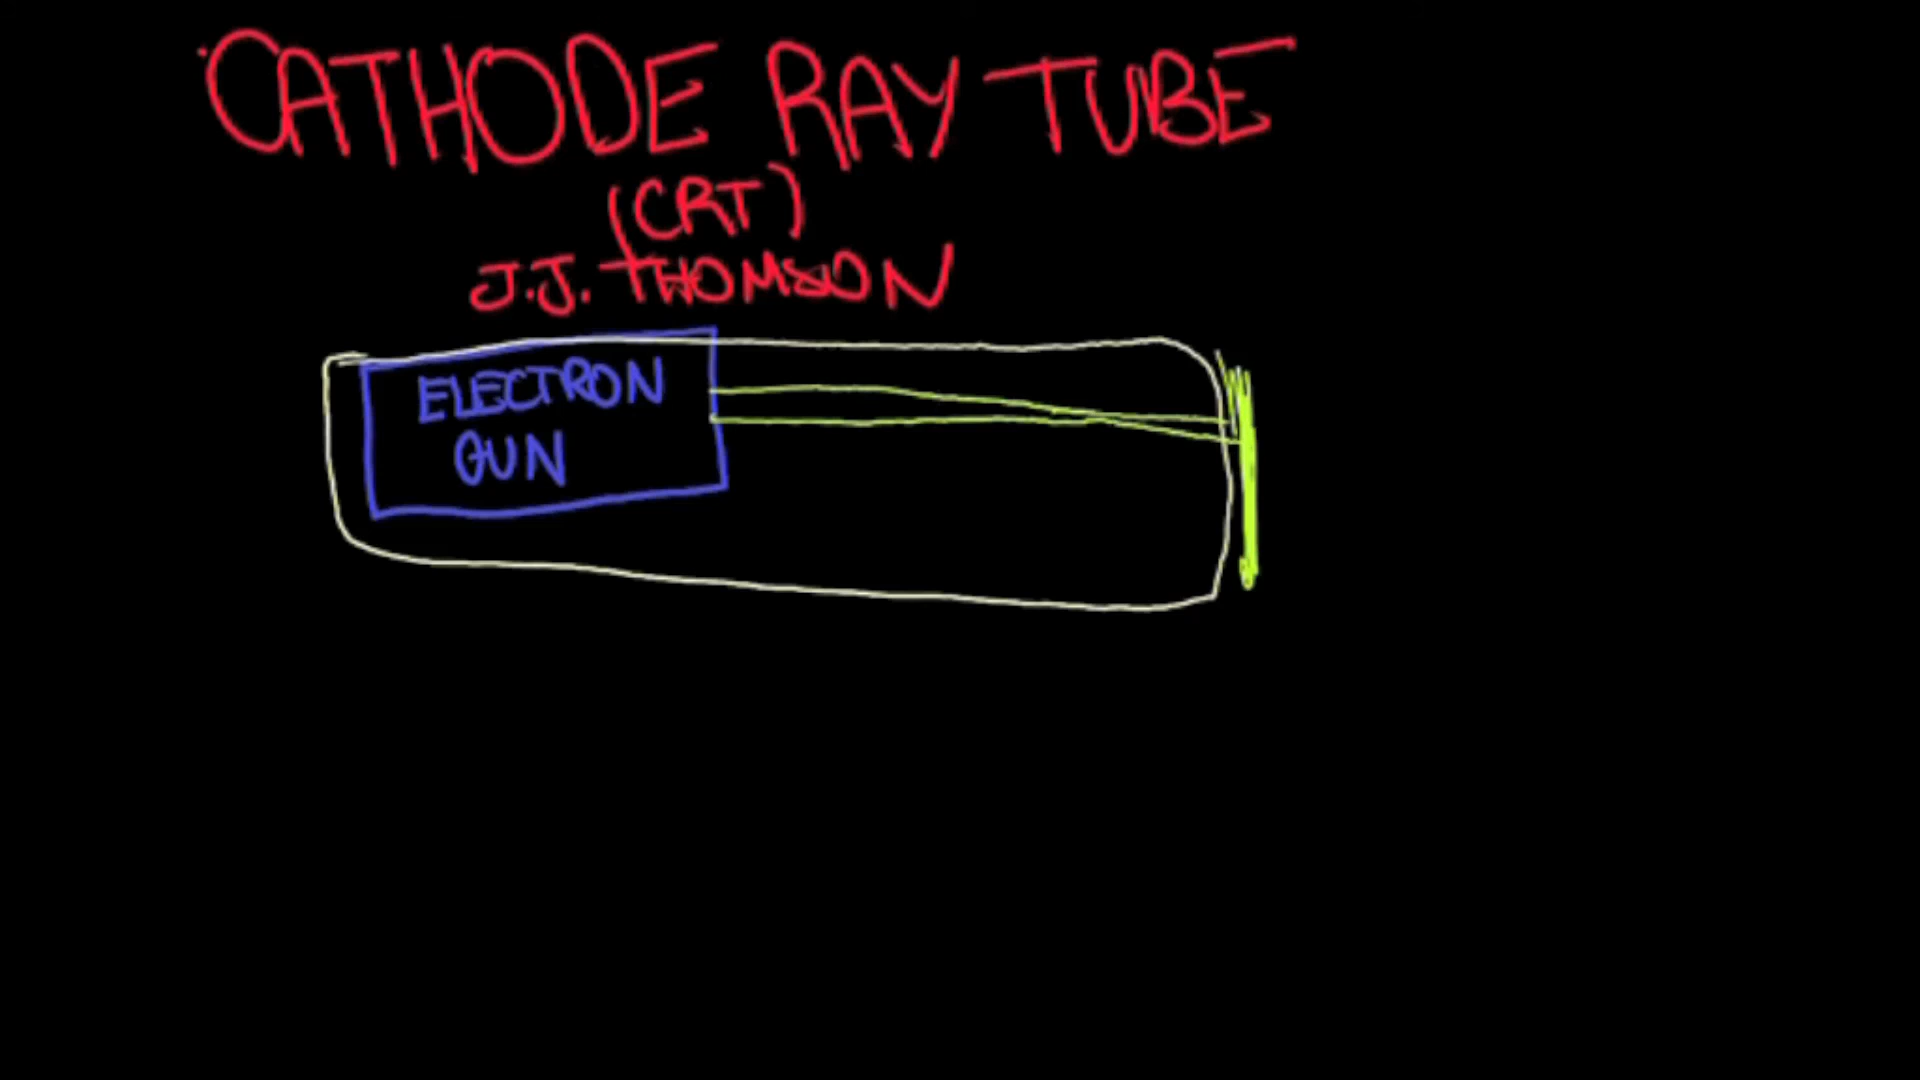 CATHODE RAY TUBE
(CRT)
J.J. THOMSON
ELECTRON
GUN